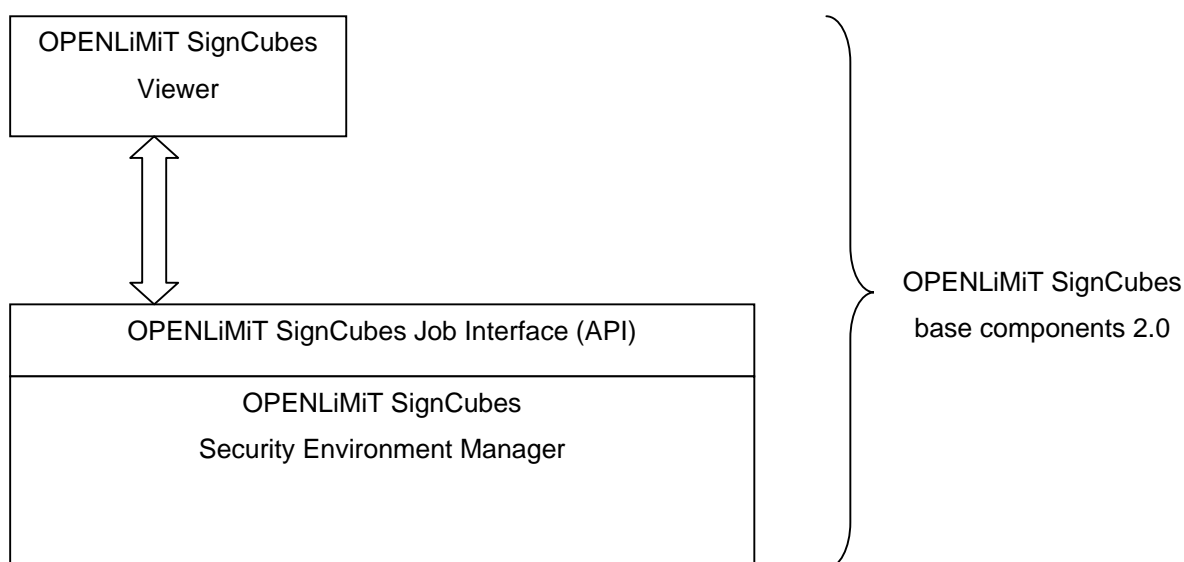 OPENLiMiT SignCubes
Viewer
OPENLiMiT SignCubes Job Interface (API)
OPENLiMiT SignCubes
Security Environment Manager
OPENLiMiT SignCubes
base components 2.0